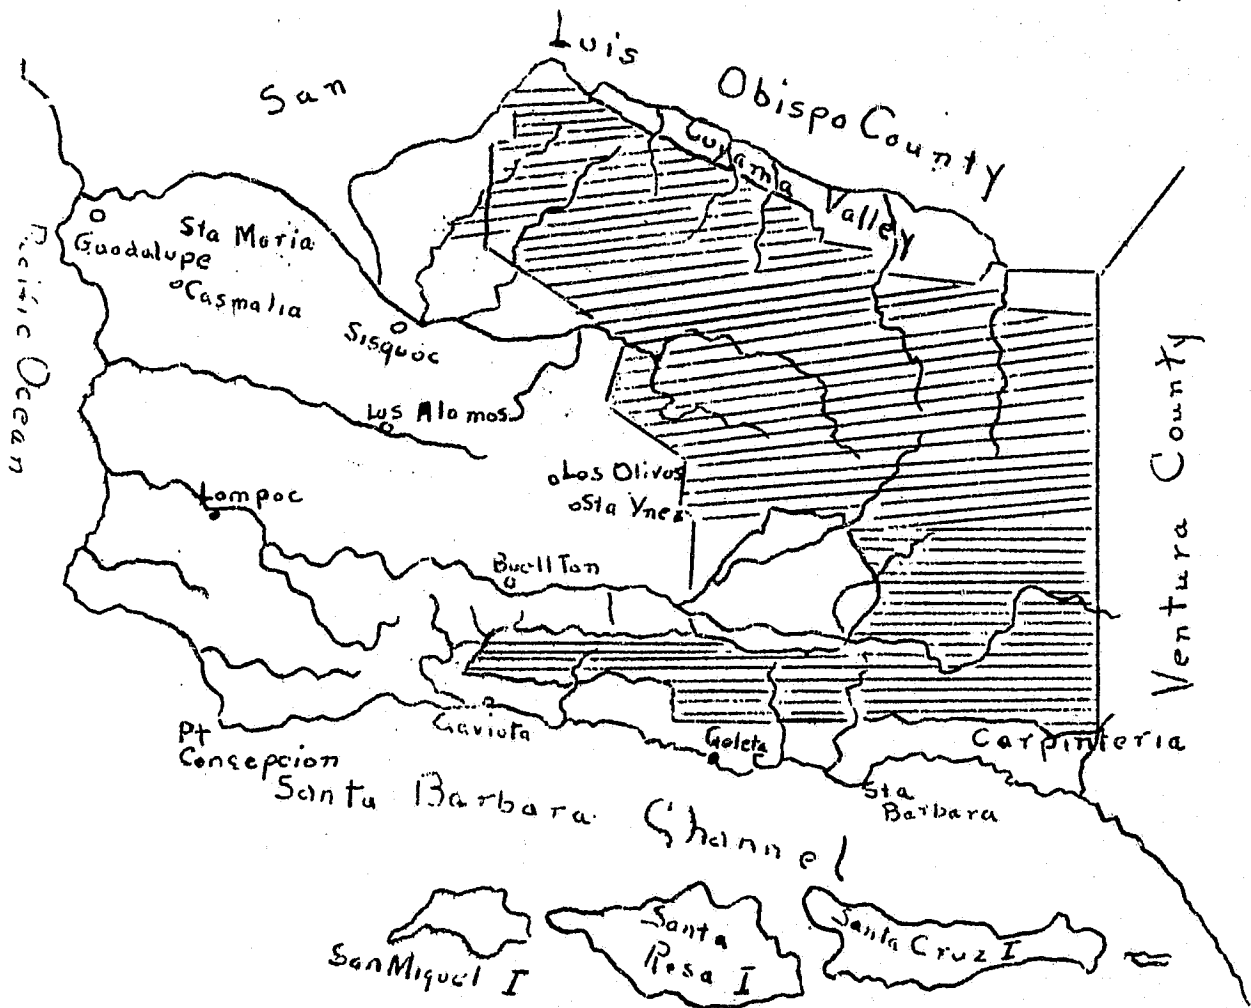 San Luis Obispo County
Cuyama Valley
Guadalupe
Sta Maria
Casmalia
Sisquoc
Pacific Ocean
Los Alamos
Los Olivos
Sta Ynez
Lompoc
Buellton
Ventura County
Gaviota
Goleta
Carpinteria
Pt
Concepcion
Sta
Barbara
Santa Barbara Channel
San Miguel I
Santa
Rosa I
Santa Cruz I